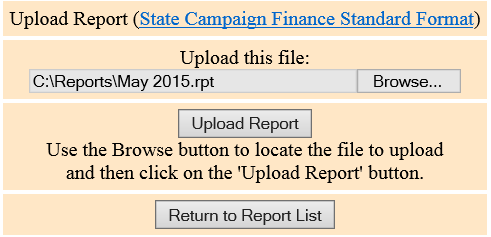 Upload Report (State Campaign Finance Standard Format)
Upload this file:
C:\Reports\May 2015.rpt Browse...
Upload Report
Use the Browse button to locate the file to upload
and then click on the 'Upload Report' button.
Return to Report List